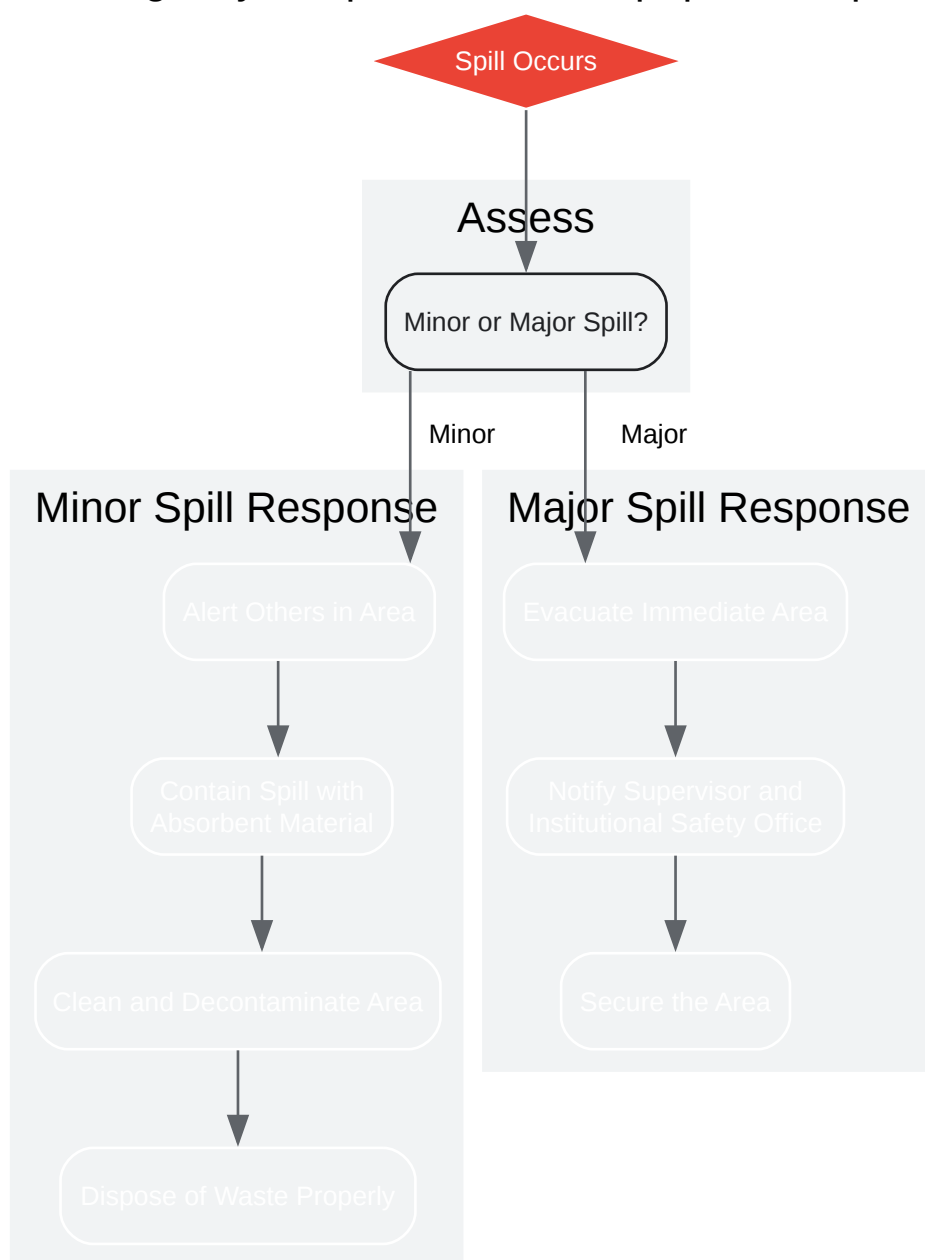 Spill Occurs
Assess
Minor or Major Spill?
Minor
Major
Minor Spill Response
Alert Others in Area
Contain Spill with
Absorbent Material
Clean and Decontaminate Area
Dispose of Waste Properly
Major Spill Response
Evacuate Immediate Area
Notify Supervisor and
Institutional Safety Office
Secure the Area